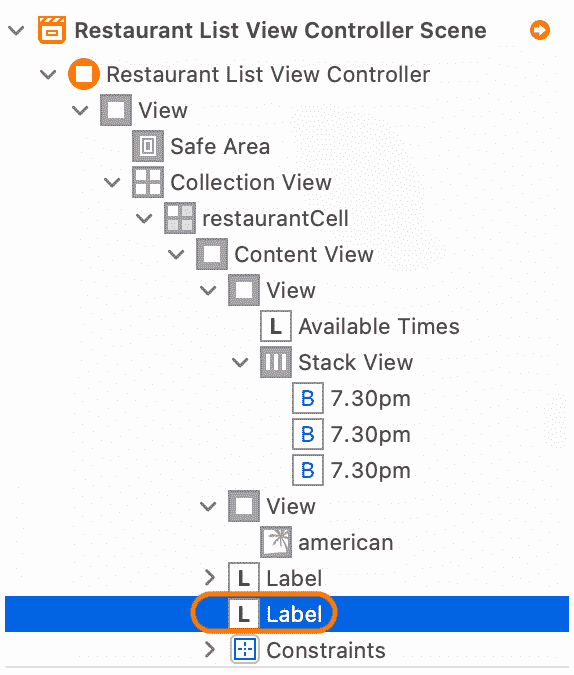 Restaurant List View Controller Scene
Restaurant List View Controller
View
Safe Area
Collection View
restaurantCell
Content View
View
L Available Times
Stack View
B 7.30pm
B 7.30pm
B 7.30pm
View
american
L Label
L Label
Constraints